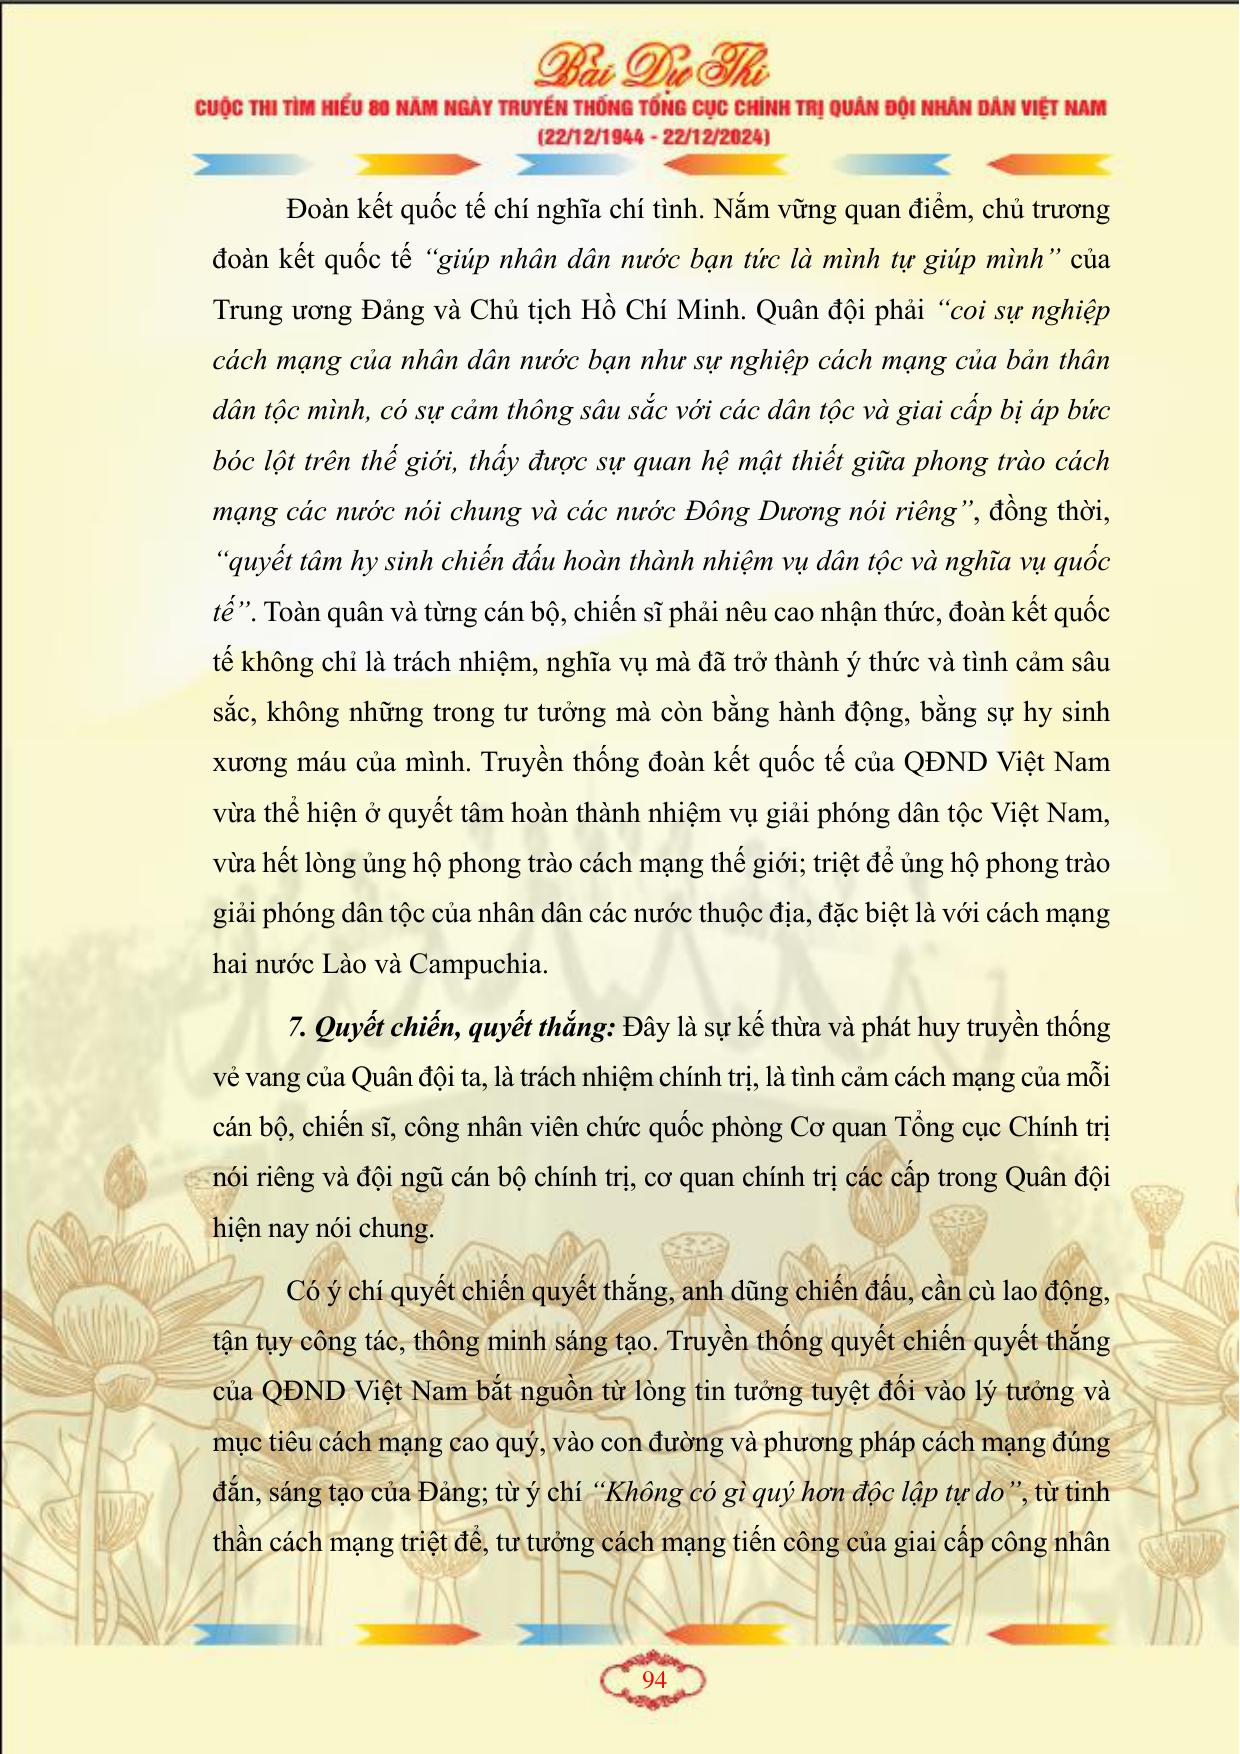 Bài Dự Thi
CUỘC THI TÌM HIỂU 80 NĂM NGÀY TRUYỀN THỐNG TỔNG CỤC CHÍNH TRỊ QUÂN ĐỘI NHÂN DÂN VIỆT NAM
(22/12/1944 - 22/12/2024)
Đoàn kết quốc tế chí nghĩa chí tình. Nắm vững quan điểm, chủ trương
đoàn kết quốc tế “giúp nhân dân nước bạn tức là mình tự giúp mình” của
Trung ương Đảng và Chủ tịch Hồ Chí Minh. Quân đội phải “coi sự nghiệp
cách mạng của nhân dân nước bạn như sự nghiệp cách mạng của bản thân
dân tộc mình, có sự cảm thông sâu sắc với các dân tộc và giai cấp bị áp bức
bóc lột trên thế giới, thấy được sự quan hệ mật thiết giữa phong trào cách
mạng các nước nói chung và các nước Đông Dương nói riêng”, đồng thời,
“quyết tâm hy sinh chiến đấu hoàn thành nhiệm vụ dân tộc và nghĩa vụ quốc
tế”. Toàn quân và từng cán bộ, chiến sĩ phải nêu cao nhận thức, đoàn kết quốc
tế không chỉ là trách nhiệm, nghĩa vụ mà đã trở thành ý thức và tình cảm sâu
sắc, không những trong tư tưởng mà còn bằng hành động, bằng sự hy sinh
xương máu của mình. Truyền thống đoàn kết quốc tế của QĐND Việt Nam
vừa thể hiện ở quyết tâm hoàn thành nhiệm vụ giải phóng dân tộc Việt Nam,
vừa hết lòng ủng hộ phong trào cách mạng thế giới; triệt để ủng hộ phong trào
giải phóng dân tộc của nhân dân các nước thuộc địa, đặc biệt là với cách mạng
hai nước Lào và Campuchia.
7. Quyết chiến, quyết thắng: Đây là sự kế thừa và phát huy truyền thống
vẻ vang của Quân đội ta, là trách nhiệm chính trị, là tình cảm cách mạng của mỗi
cán bộ, chiến sĩ, công nhân viên chức quốc phòng Cơ quan Tổng cục Chính trị
nói riêng và đội ngũ cán bộ chính trị, cơ quan chính trị các cấp trong Quân đội
hiện nay nói chung.
Có ý chí quyết chiến quyết thắng, anh dũng chiến đấu, cần cù lao động,
tận tụy công tác, thông minh sáng tạo. Truyền thống quyết chiến quyết thắng
của QĐND Việt Nam bắt nguồn từ lòng tin tưởng tuyệt đối vào lý tưởng và
mục tiêu cách mạng cao quý, vào con đường và phương pháp cách mạng đúng
đắn, sáng tạo của Đảng; từ ý chí “Không có gì quý hơn độc lập tự do”, từ tinh
thần cách mạng triệt để, tư tưởng cách mạng tiến công của giai cấp công nhân
94